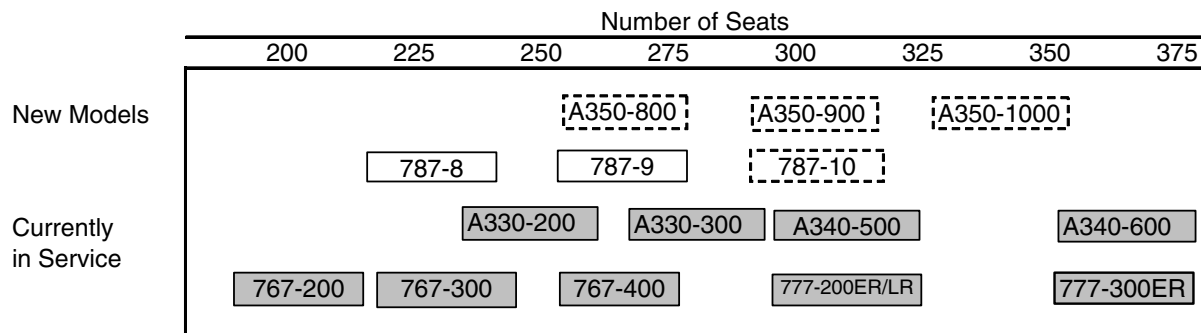 Number of Seats
200 225 250 275 300 325 350 375
New Models
A350-800 A350-900 A350-1000
787-8 787-9 787-10
Currently
in Service
A330-200 A330-300 A340-500 A340-600
767-200 767-300 767-400 777-200ER/LR 777-300ER